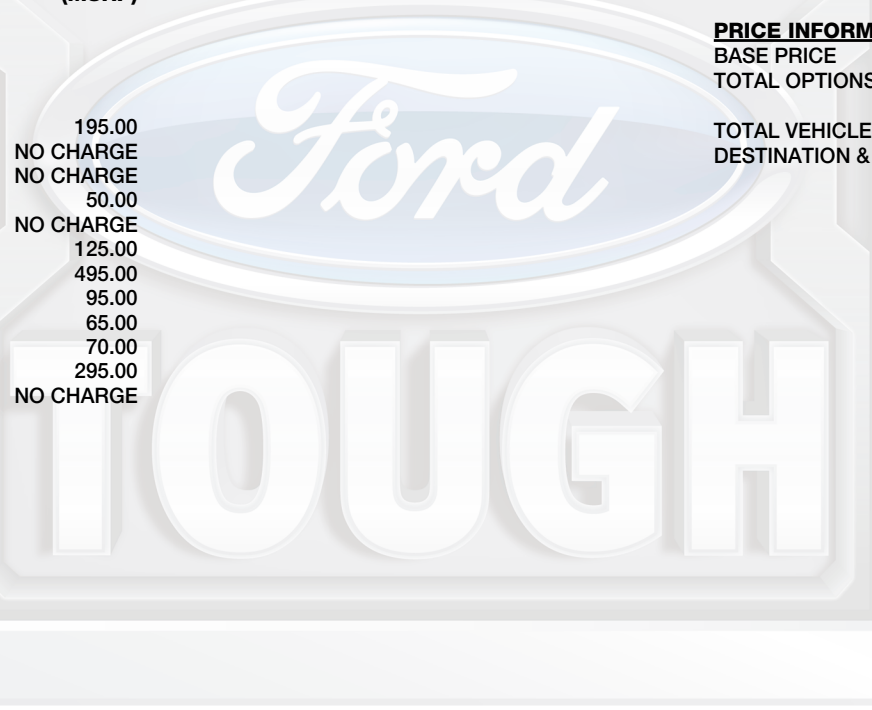 195.00
NO CHARGE
NO CHARGE
50.00
NO CHARGE
125.00
495.00
95.00
65.00
70.00
295.00
NO CHARGE
PRICE INFORM
BASE PRICE
TOTAL OPTIONS
TOTAL VEHICLE
DESTINATION &
Ford
TOUGH